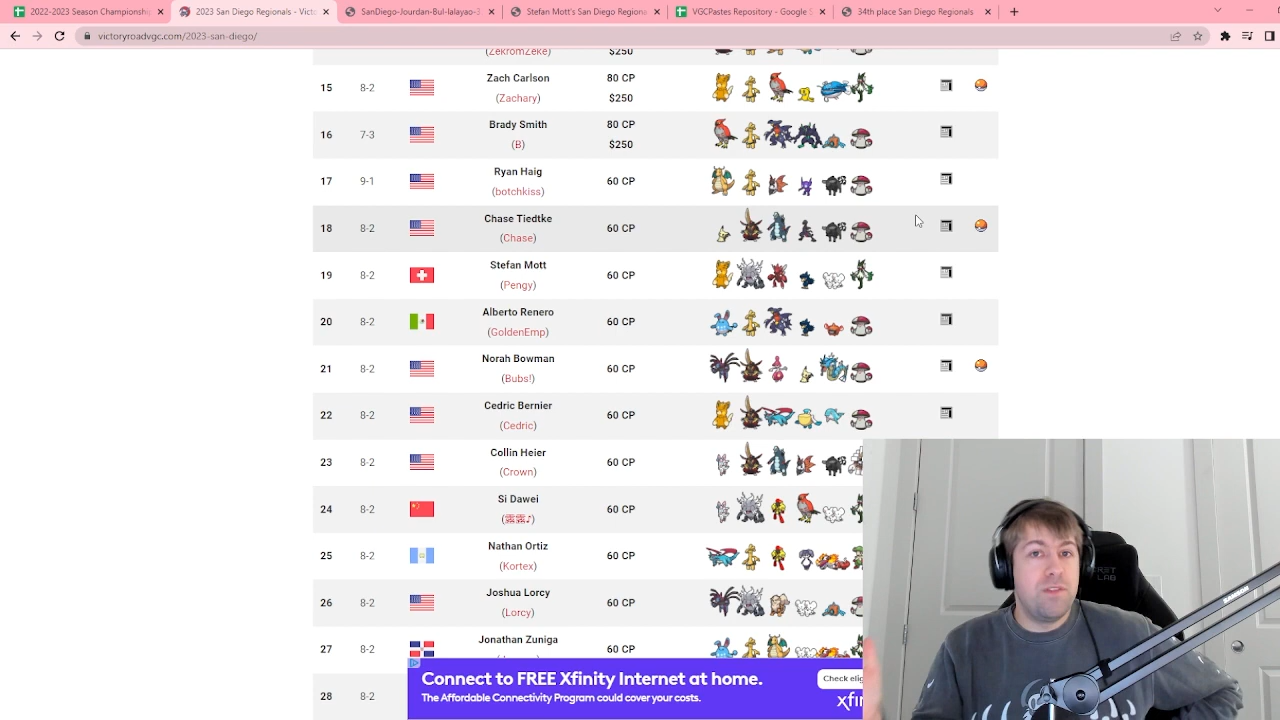 2022-2023 Season Championship
2023 San Diego Regionals - Victo
SanDiego-Jourdan-Bul-lalayao-3
Stefan Mott's San Diego Regiona
VGCPastes Repository - Google S
34th place San Diego Regionals
victoryroadvgc.com/2023-san-diego/
(ZekromZeke) $250
15 8-2 Zach Carlson 80 CP
(Zachary) $250
16 7-3 Brady Smith 80 CP
(B) $250
17 9-1 Ryan Haig 60 CP
(botchkiss)
18 8-2 Chase Tiedtke 60 CP
(Chase)
19 8-2 Stefan Mott 60 CP
(Pengy)
20 8-2 Alberto Renero 60 CP
(GoldenEmp)
21 8-2 Norah Bowman 60 CP
(Bubs!)
22 8-2 Cedric Bernier 60 CP
(Cedric)
23 8-2 Collin Heier 60 CP
(Crown)
24 8-2 Si Dawei 60 CP
25 8-2 Nathan Ortiz 60 CP
(Kortex)
26 8-2 Joshua Lorcy 60 CP
(Lorcy)
27 8-2 Jonathan Zuniga 60 CP
28 8-2
Connect to FREE Xfinity Internet at home.
The Affordable Connectivity Program could cover your costs.
Check elig
xfi